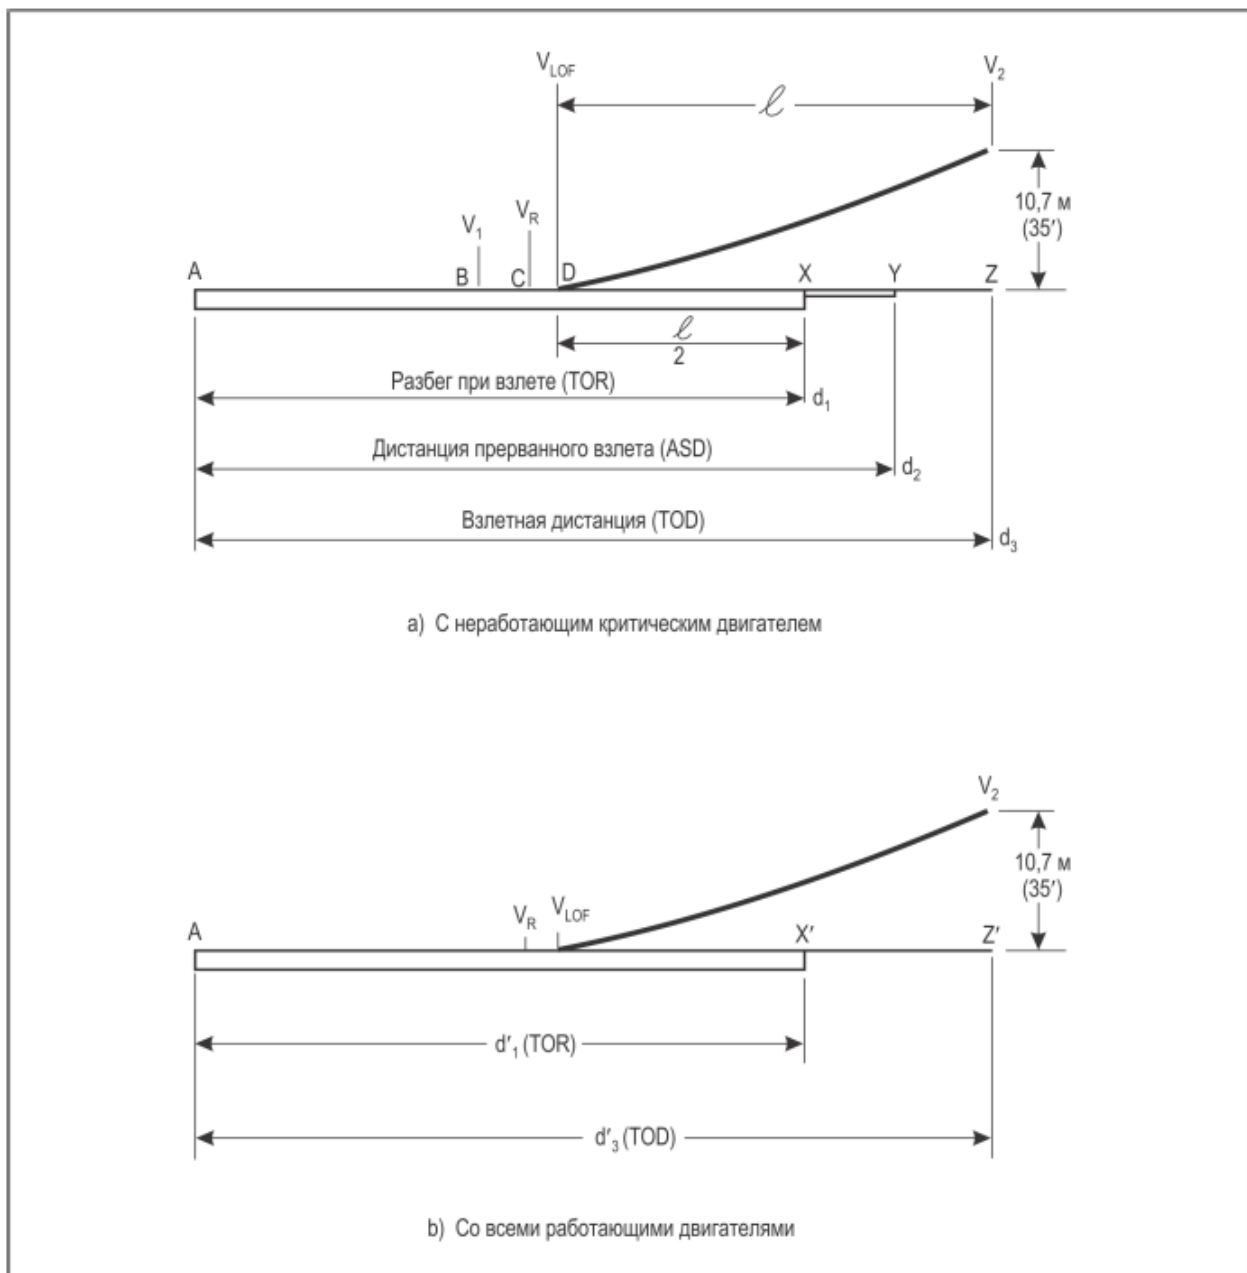 V_LOF
V_2
ℓ
10,7 м
(35′)
V_1
V_R
A
B
C
D
X
Y
Z
ℓ
2
Разбег при взлете (TOR)
d_1
Дистанция прерванного взлета (ASD)
d_2
Взлетная дистанция (TOD)
d_3
a) С неработающим критическим двигателем
V_2
10,7 м
(35′)
V_R
V_LOF
A
X′
Z′
d′_1 (TOR)
d′_3 (TOD)
b) Со всеми работающими двигателями